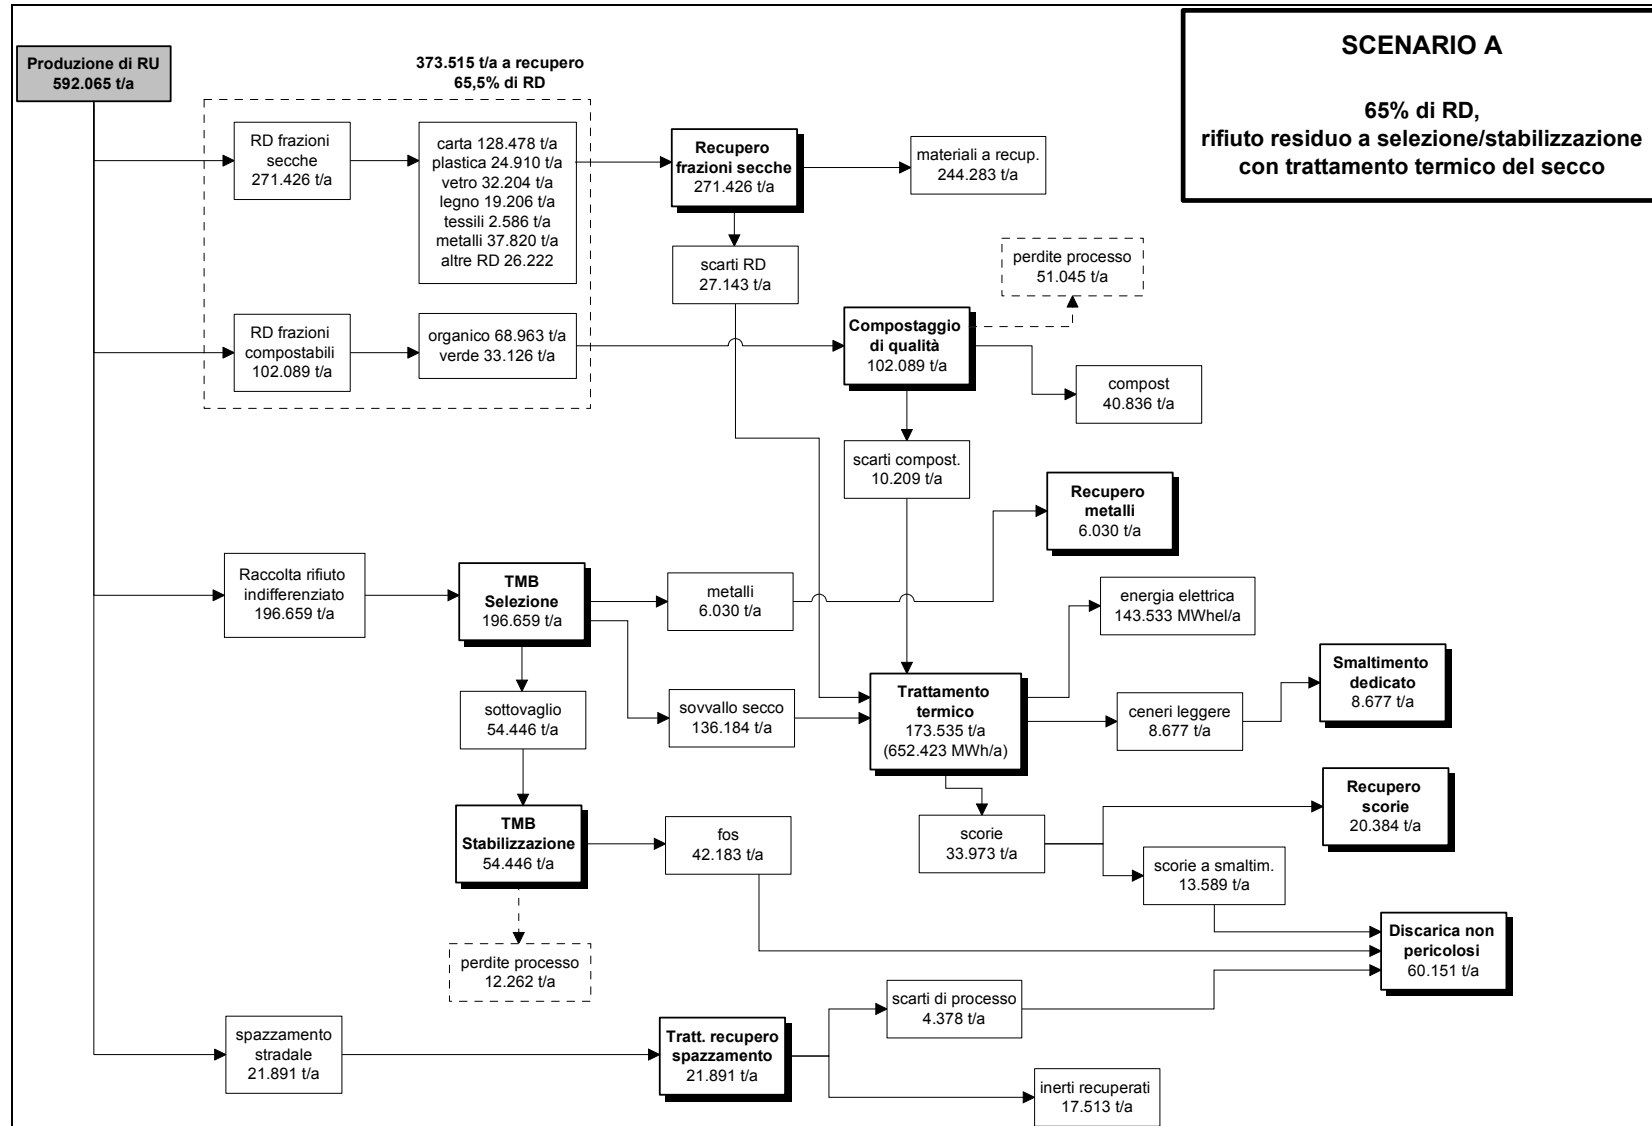 SCENARIO A
65% di RD,
rifiuto residuo a selezione/stabilizzazione
con trattamento termico del secco
Produzione di RU
592.065 t/a
373.515 t/a a recupero
65,5% di RD
RD frazioni
secche
271.426 t/a
carta 128.478 t/a
plastica 24.910 t/a
vetro 32.204 t/a
legno 19.206 t/a
tessili 2.586 t/a
metalli 37.820 t/a
altre RD 26.222
Recupero
frazioni secche
271.426 t/a
materiali a recup.
244.283 t/a
scarti RD
27.143 t/a
perdite processo
51.045 t/a
RD frazioni
compostabili
102.089 t/a
organico 68.963 t/a
verde 33.126 t/a
Compostaggio
di qualità
102.089 t/a
compost
40.836 t/a
scarti compost.
10.209 t/a
Recupero
metalli
6.030 t/a
Raccolta rifiuto
indifferenziato
196.659 t/a
TMB
Selezione
196.659 t/a
metalli
6.030 t/a
energia elettrica
143.533 MWhel/a
sottovaglio
54.446 t/a
sovvallo secco
136.184 t/a
Trattamento
termico
173.535 t/a
(652.423 MWh/a)
ceneri leggere
8.677 t/a
Smaltimento
dedicato
8.677 t/a
TMB
Stabilizzazione
54.446 t/a
fos
42.183 t/a
scorie
33.973 t/a
Recupero
scorie
20.384 t/a
scorie a smaltim.
13.589 t/a
perdite processo
12.262 t/a
Discarica non
pericolosi
60.151 t/a
spazzamento
stradale
21.891 t/a
Tratt. recupero
spazzamento
21.891 t/a
scarti di processo
4.378 t/a
inerti recuperati
17.513 t/a